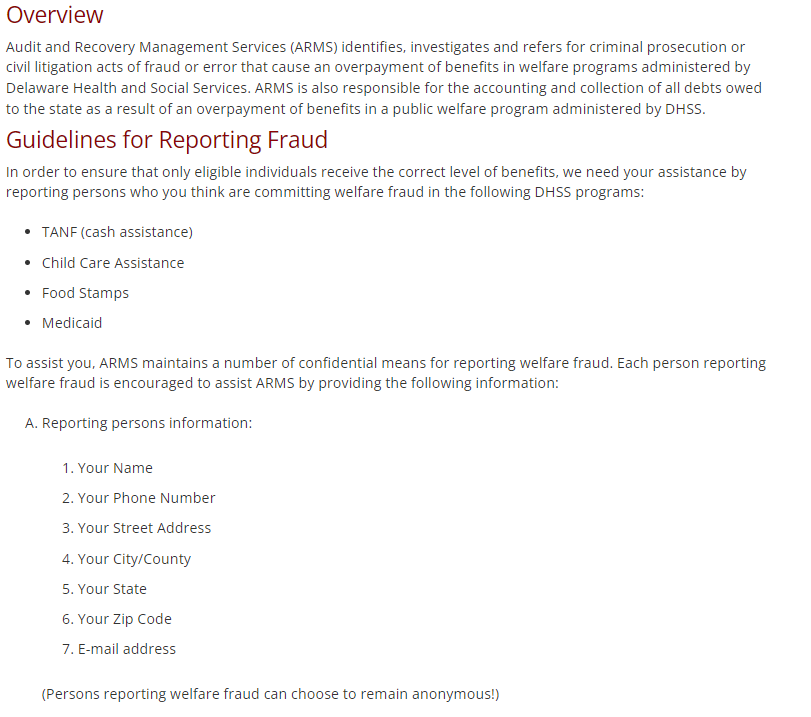 Overview
Audit and Recovery Management Services (ARMS) identifies, investigates and refers for criminal prosecution or
civil litigation acts of fraud or error that cause an overpayment of benefits in welfare programs administered by
Delaware Health and Social Services. ARMS is also responsible for the accounting and collection of all debts owed
to the state as a result of an overpayment of benefits in a public welfare program administered by DHSS.
Guidelines for Reporting Fraud
In order to ensure that only eligible individuals receive the correct level of benefits, we need your assistance by
reporting persons who you think are committing welfare fraud in the following DHSS programs:
• TANF (cash assistance)
• Child Care Assistance
• Food Stamps
• Medicaid
To assist you, ARMS maintains a number of confidential means for reporting welfare fraud. Each person reporting
welfare fraud is encouraged to assist ARMS by providing the following information:
A. Reporting persons information:
1. Your Name
2. Your Phone Number
3. Your Street Address
4. Your City/County
5. Your State
6. Your Zip Code
7. E-mail address
(Persons reporting welfare fraud can choose to remain anonymous!)